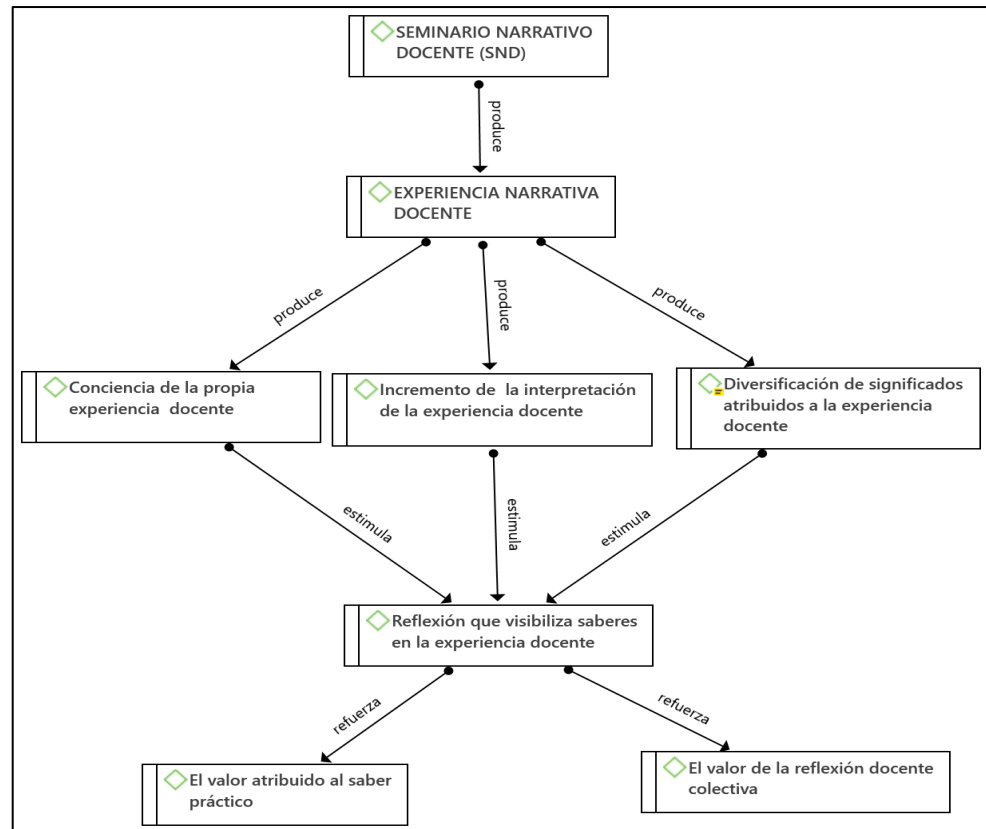 SEMINARIO NARRATIVO
DOCENTE (SND)
produce
EXPERIENCIA NARRATIVA
DOCENTE
produce
produce
produce
Conciencia de la propia
experiencia docente
Incremento de la interpretación
de la experiencia docente
Diversificación de significados
atribuidos a la experiencia
docente
estimula
estimula
estimula
Reflexión que visibiliza saberes
en la experiencia docente
refuerza
refuerza
El valor atribuido al saber
práctico
El valor de la reflexión docente
colectiva